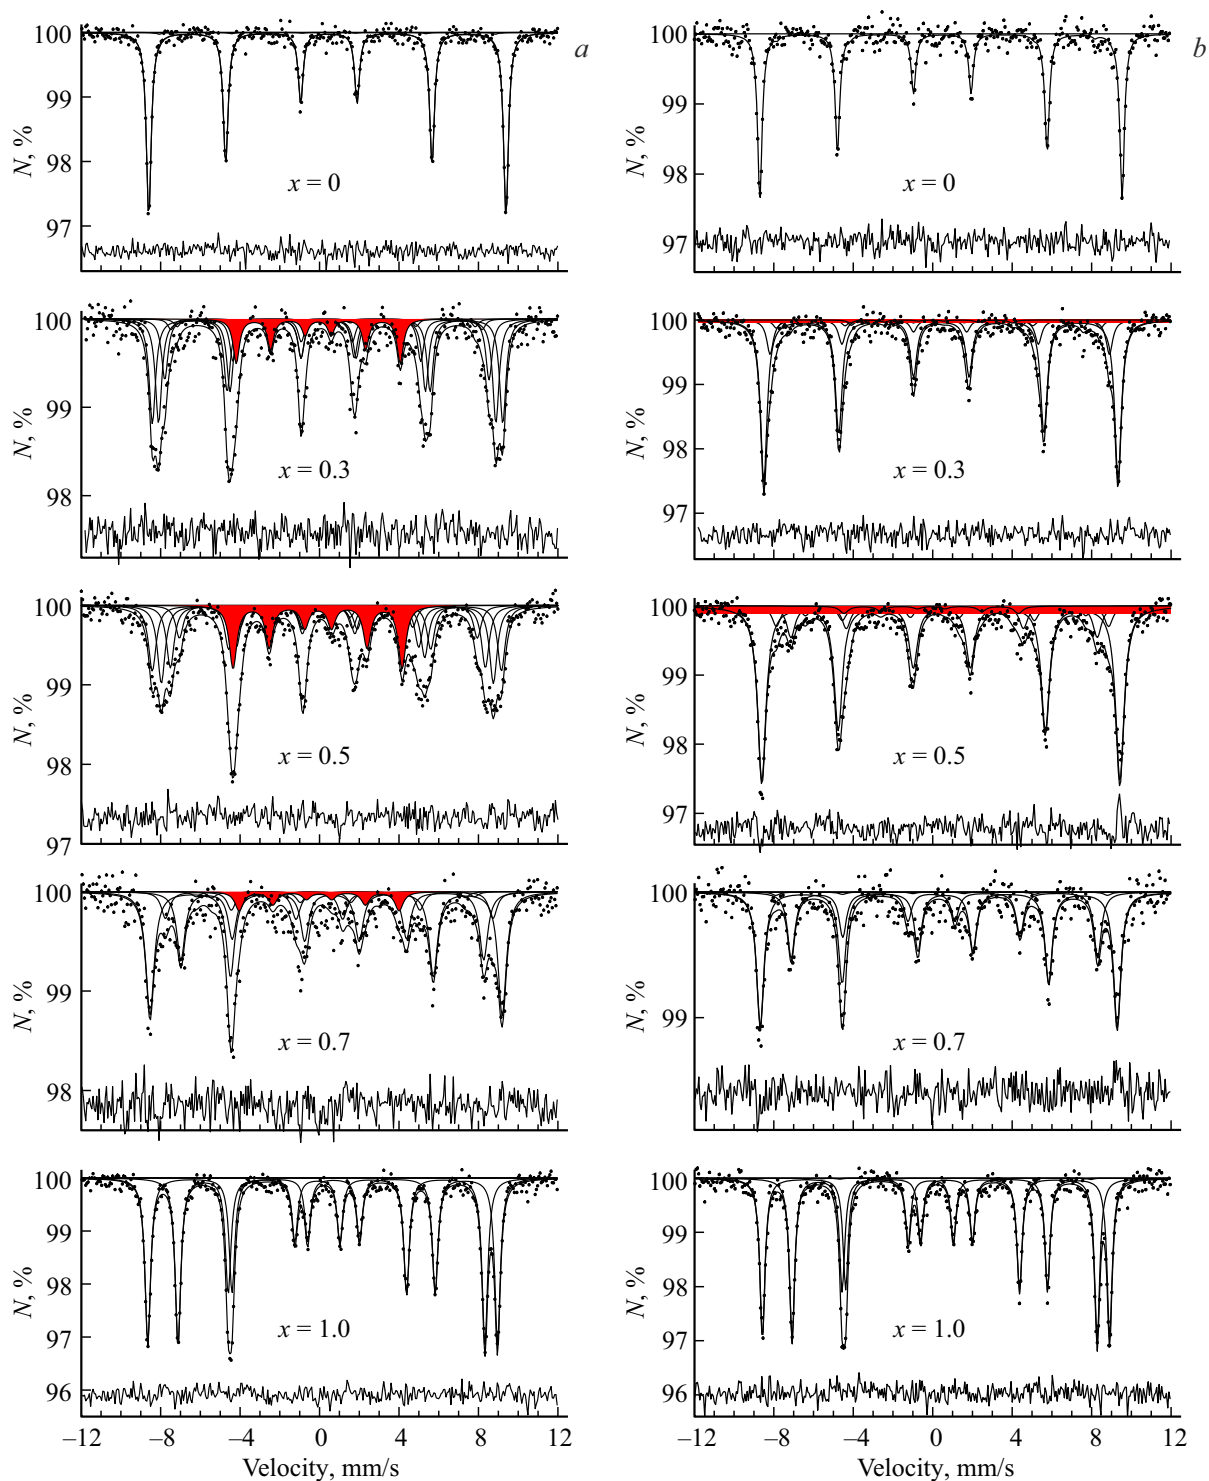 a
100
99
98
97
N, %
x = 0
100
99
98
N, %
x = 0.3
100
99
98
97
N, %
x = 0.5
100
99
98
N, %
x = 0.7
100
99
98
97
96
N, %
x = 1.0
–12 –8 –4 0 4 8 12
Velocity, mm/s
b
100
99
98
97
N, %
x = 0
100
99
98
97
N, %
x = 0.3
100
99
98
97
N, %
x = 0.5
100
99
N, %
x = 0.7
100
99
98
97
96
N, %
x = 1.0
–12 –8 –4 0 4 8 12
Velocity, mm/s